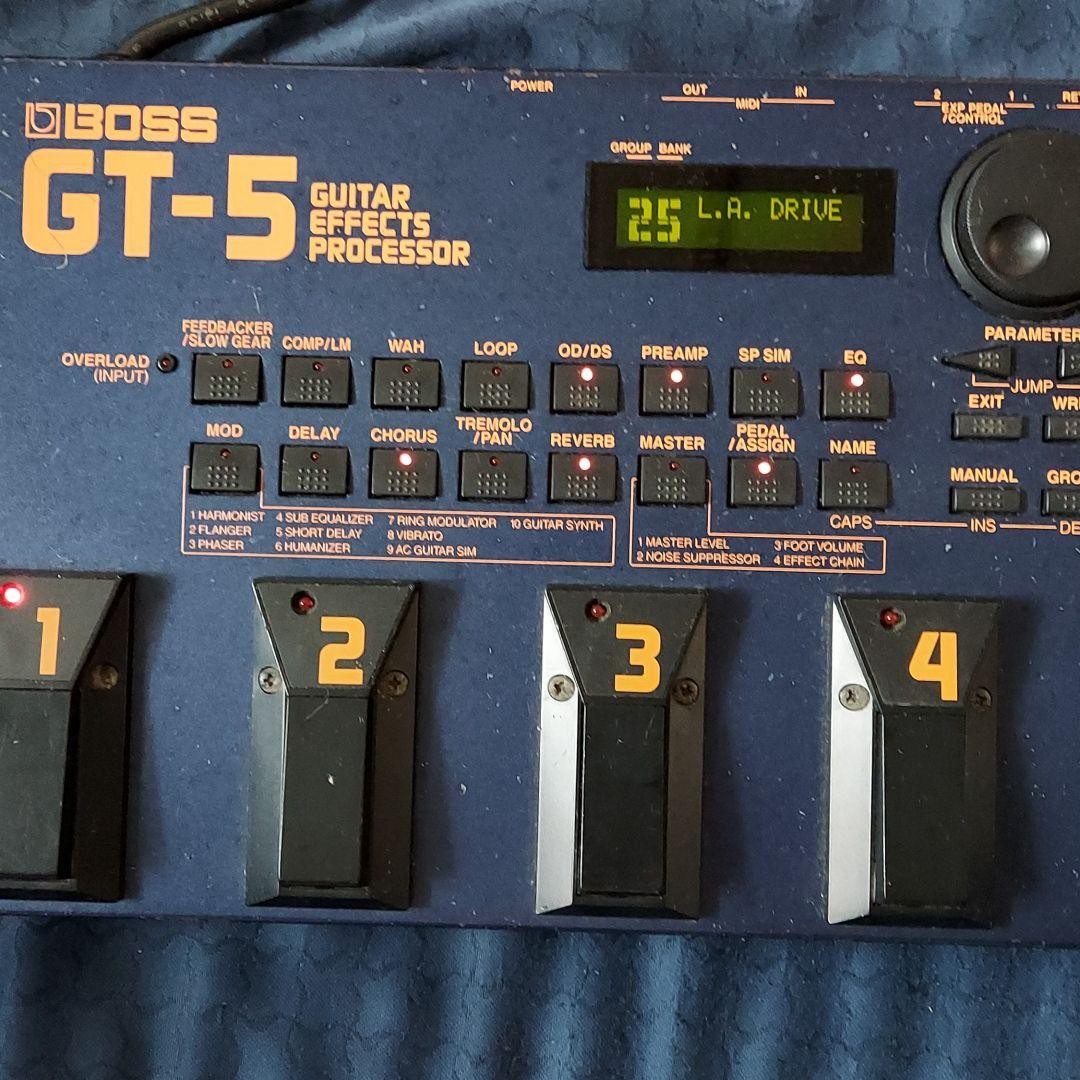 POWER
OUT
IN
MIDI
2
1
EXP PEDAL
/CONTROL
BOSS
GT-5
GUITAR
EFFECTS
PROCESSOR
GROUP BANK
25
L.A. DRIVE
OVERLOAD
(INPUT)
FEEDBACKER
/SLOW GEAR
COMP/LM
WAH
LOOP
OD/DS
PREAMP
SP SIM
EQ
PARAMETER
JUMP
EXIT
MOD
DELAY
CHORUS
TREMOLO
/PAN
REVERB
MASTER
PEDAL
/ASSIGN
NAME
MANUAL
CAPS
INS
1 HARMONIST
2 FLANGER
3 PHASER
4 SUB EQUALIZER
5 SHORT DELAY
6 HUMANIZER
7 RING MODULATOR
8 VIBRATO
9 AC GUITAR SIM
10 GUITAR SYNTH
1 MASTER LEVEL
2 NOISE SUPPRESSOR
3 FOOT VOLUME
4 EFFECT CHAIN
1
2
3
4